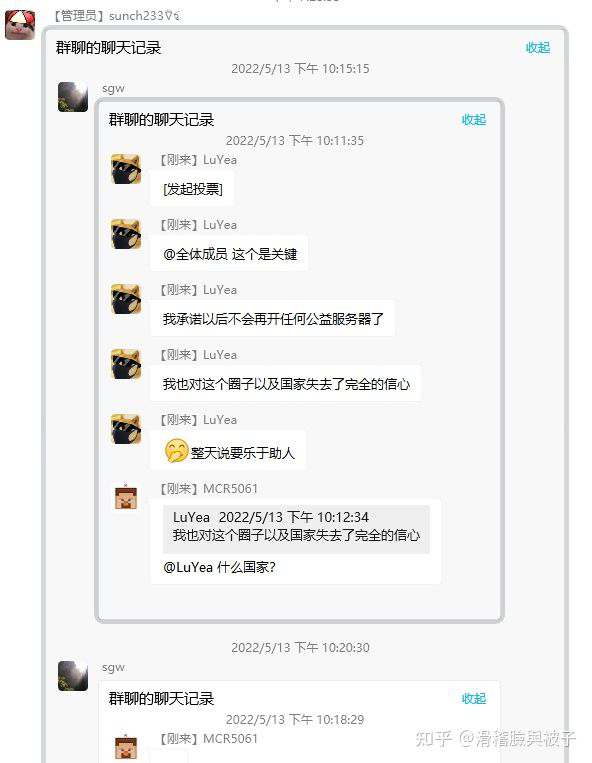 【管理员】sunch233
群聊的聊天记录 收起
2022/5/13 下午 10:15:15
sgw
群聊的聊天记录 收起
2022/5/13 下午 10:11:35
【刚来】LuYea
[发起投票]
【刚来】LuYea
@全体成员 这个是关键
【刚来】LuYea
我承诺以后不会再开任何公益服务器了
【刚来】LuYea
我也对这个圈子以及国家失去了完全的信心
【刚来】LuYea
🤭整天说要乐于助人
【刚来】MCR5061
LuYea 2022/5/13 下午 10:12:34
我也对这个圈子以及国家失去了完全的信心
@LuYea 什么国家?
2022/5/13 下午 10:20:30
sgw
群聊的聊天记录 收起
2022/5/13 下午 10:18:29
【刚来】MCR5061
知乎 @滑稽臉與被子